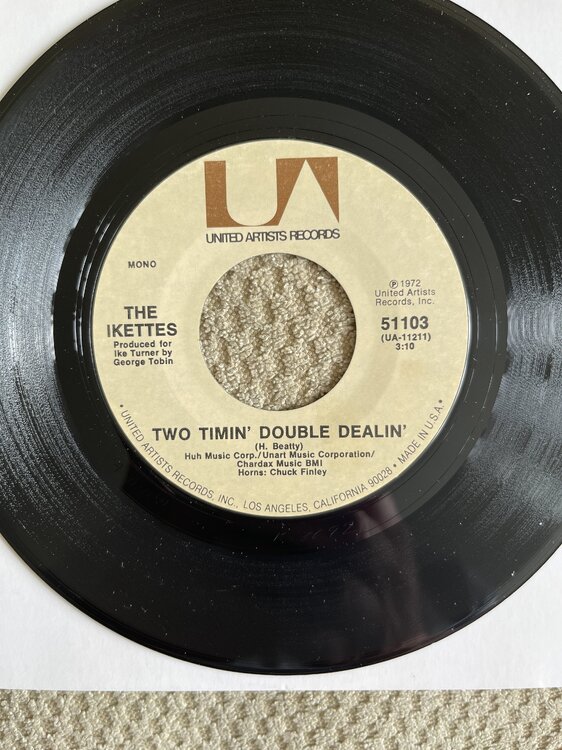 UA
UNITED ARTISTS RECORDS
MONO
℗ 1972
United Artists
Records, Inc.
THE
IKETTES
Produced for
Ike Turner by
George Tobin
51103
(UA-11211)
3:10
TWO TIMIN' DOUBLE DEALIN'
(H. Beatty)
Huh Music Corp./Unart Music Corporation/
Chardax Music BMI
Horns: Chuck Finley
• UNITED ARTISTS RECORDS, INC., LOS ANGELES, CALIFORNIA 90028 • MADE IN U.S.A. •